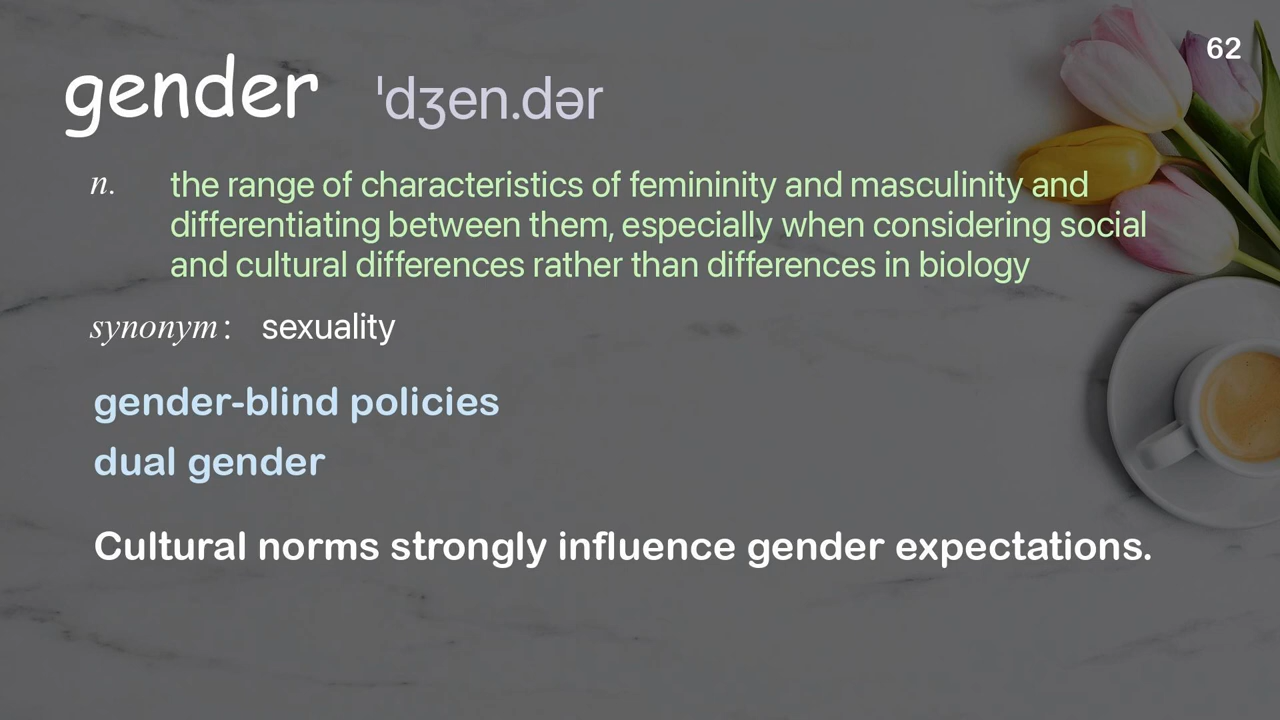 62
gender ˈdʒen.dər
n. the range of characteristics of femininity and masculinity and
differentiating between them, especially when considering social
and cultural differences rather than differences in biology
synonym: sexuality
gender-blind policies
dual gender
Cultural norms strongly influence gender expectations.